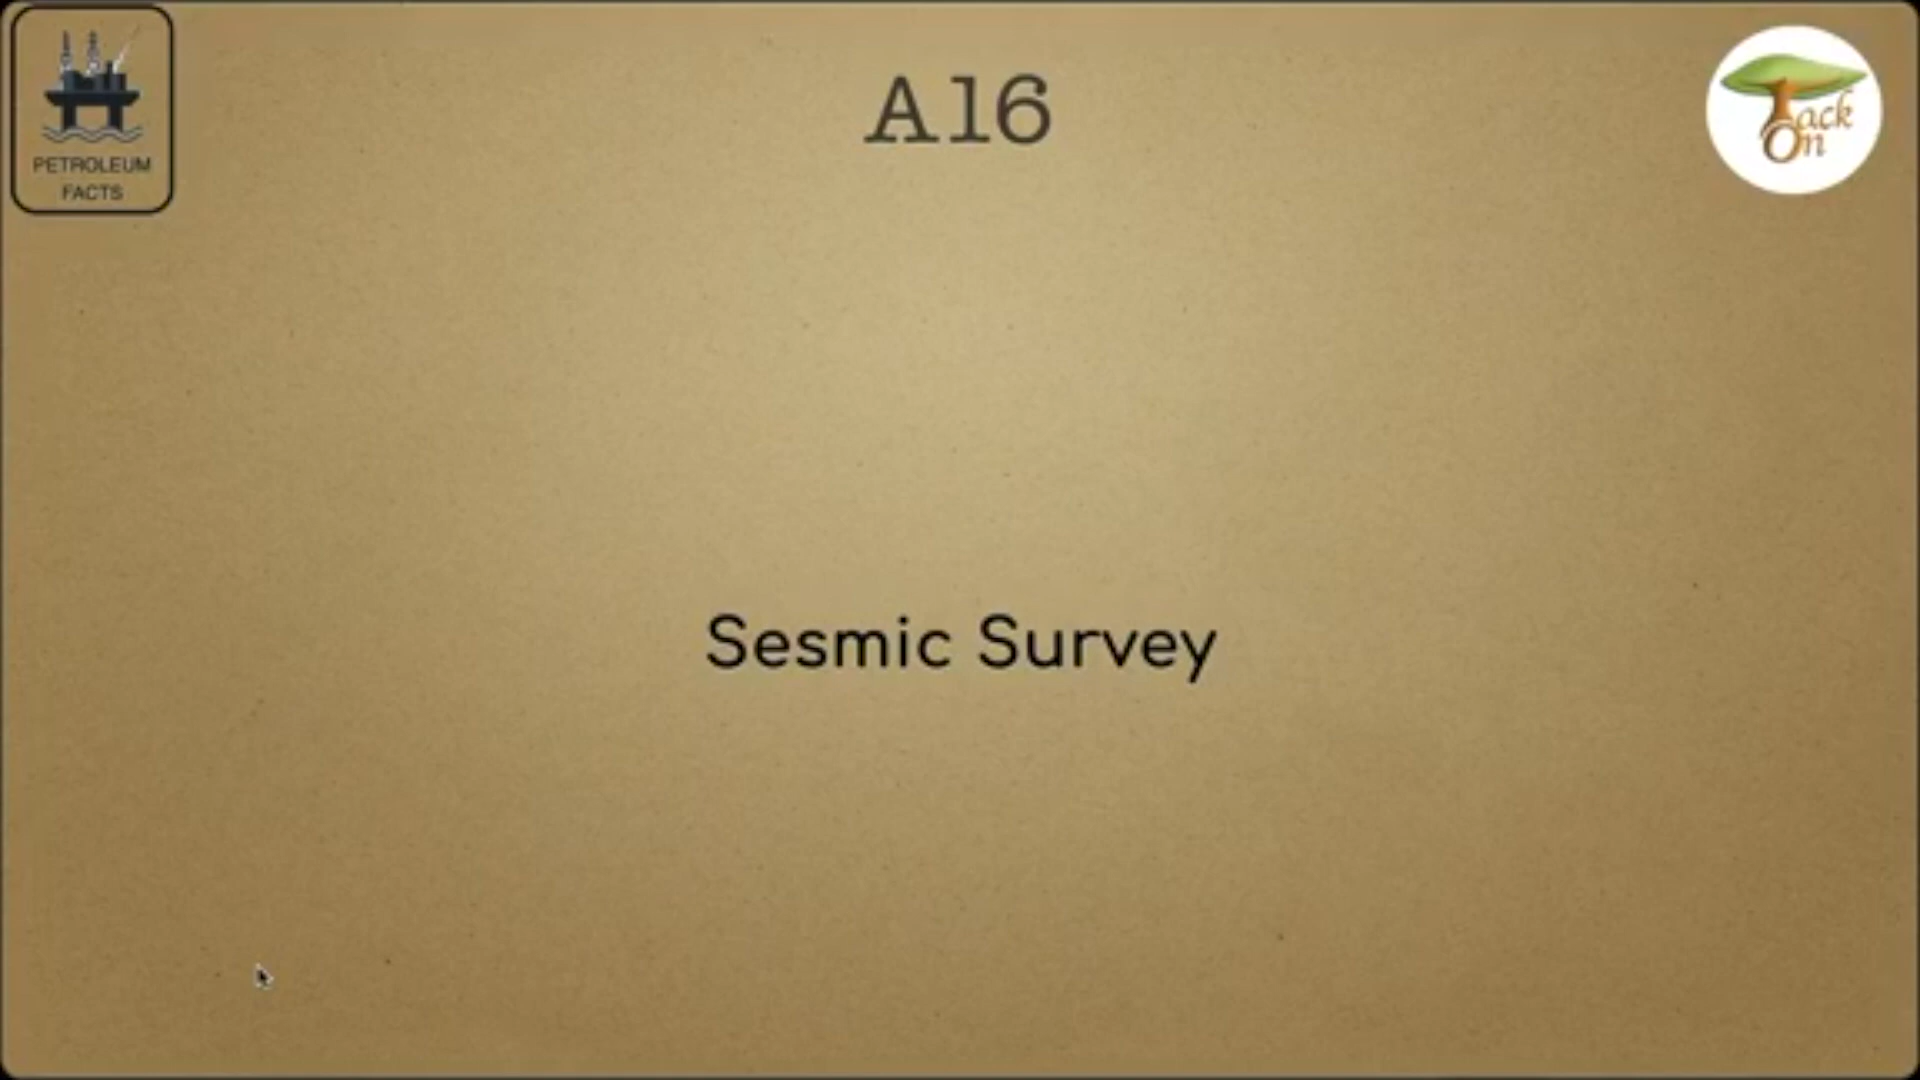 PETROLEUM
FACTS
A16
Tack
On
Sesmic Survey